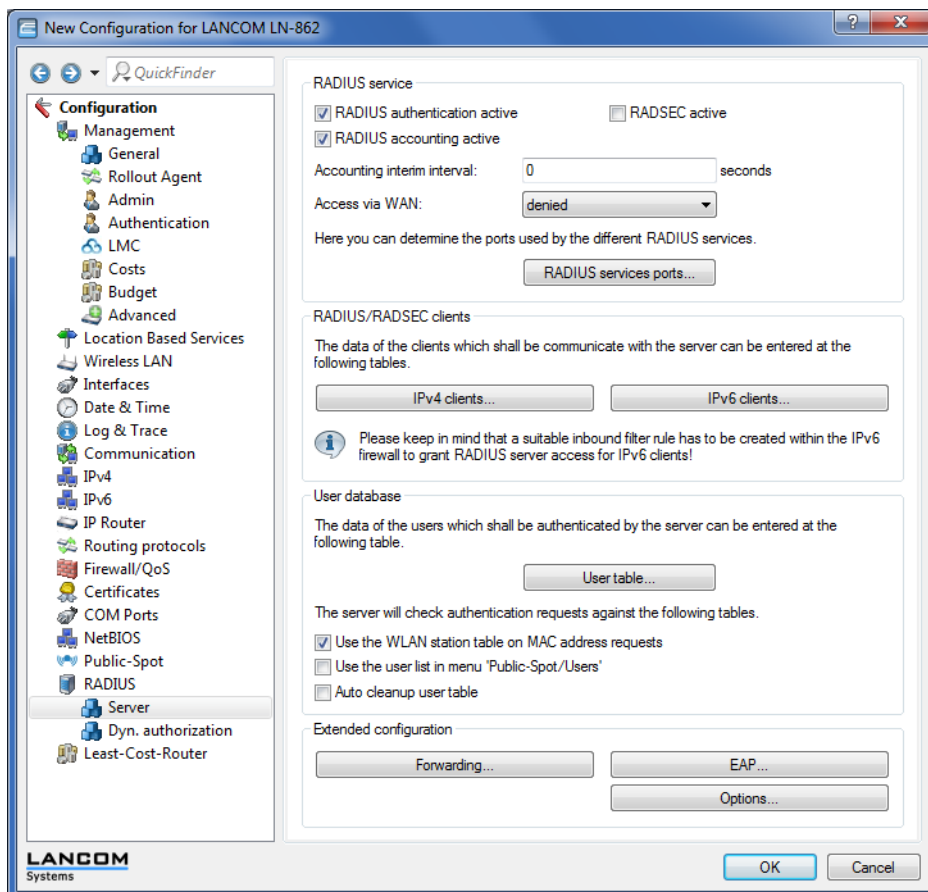 New Configuration for LANCOM LN-862
QuickFinder
Configuration
Management
General
Rollout Agent
Admin
Authentication
LMC
Costs
Budget
Advanced
Location Based Services
Wireless LAN
Interfaces
Date & Time
Log & Trace
Communication
IPv4
IPv6
IP Router
Routing protocols
Firewall/QoS
Certificates
COM Ports
NetBIOS
Public-Spot
RADIUS
Server
Dyn. authorization
Least-Cost-Router
LANCOM
Systems
RADIUS service
RADIUS authentication active RADSEC active
RADIUS accounting active
Accounting interim interval: 0 seconds
Access via WAN: denied
Here you can determine the ports used by the different RADIUS services.
RADIUS services ports...
RADIUS/RADSEC clients
The data of the clients which shall be communicate with the server can be entered at the
following tables.
IPv4 clients... IPv6 clients...
Please keep in mind that a suitable inbound filter rule has to be created within the IPv6
firewall to grant RADIUS server access for IPv6 clients!
User database
The data of the users which shall be authenticated by the server can be entered at the
following table.
User table...
The server will check authentication requests against the following tables.
Use the WLAN station table on MAC address requests
Use the user list in menu 'Public-Spot/Users'
Auto cleanup user table
Extended configuration
Forwarding... EAP...
Options...
OK Cancel